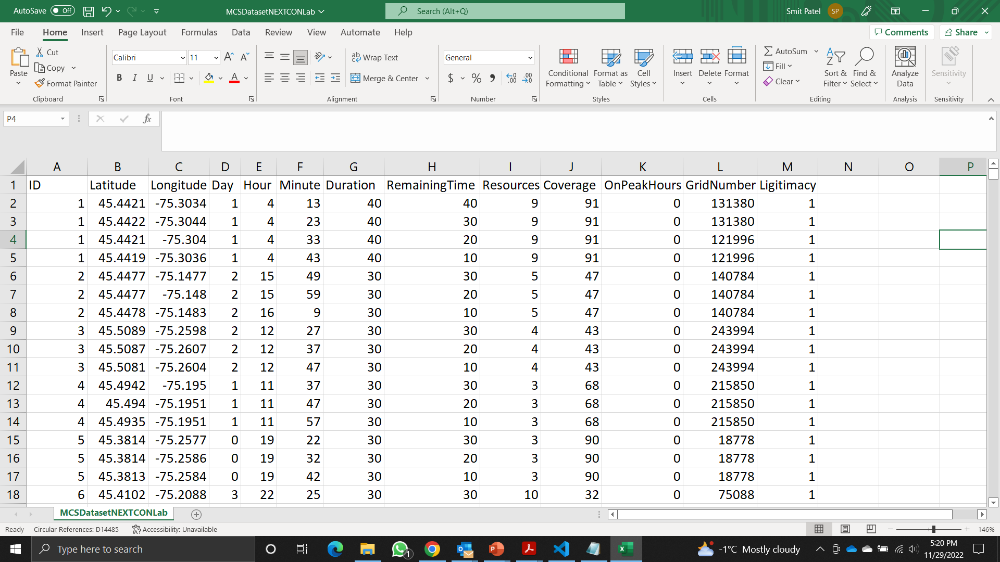 AutoSave Off MCSDatasetNEXTCONLab Search (Alt+Q) Smit Patel SP
File Home Insert Page Layout Formulas Data Review View Automate Help Comments Share
Paste Cut Copy Format Painter Clipboard
Calibri 11 A A B I U A Font
ab Wrap Text Merge & Center Alignment
General $ % 9 .00 .00 Number
Conditional Formatting Format as Table Cell Styles Styles
Insert Delete Format Cells
AutoSum Fill Clear Sort & Filter Find & Select Editing
Analyze Data Analysis
Sensitivity Sensitivity
P4 fx
A B C D E F G H I J K L M N O P
1 ID Latitude Longitude Day Hour Minute Duration RemainingTime Resources Coverage OnPeakHours GridNumber Ligitimacy
2 1 45.4421 -75.3034 1 4 13 40 40 9 91 0 131380 1
3 1 45.4422 -75.3044 1 4 23 40 30 9 91 0 131380 1
4 1 45.4421 -75.304 1 4 33 40 20 9 91 0 121996 1
5 1 45.4419 -75.3036 1 4 43 40 10 9 91 0 121996 1
6 2 45.4477 -75.1477 2 15 49 30 30 5 47 0 140784 1
7 2 45.4477 -75.148 2 15 59 30 20 5 47 0 140784 1
8 2 45.4478 -75.1483 2 16 9 30 10 5 47 0 140784 1
9 3 45.5089 -75.2598 2 12 27 30 30 4 43 0 243994 1
10 3 45.5087 -75.2607 2 12 37 30 20 4 43 0 243994 1
11 3 45.5081 -75.2604 2 12 47 30 10 4 43 0 243994 1
12 4 45.4942 -75.195 1 11 37 30 30 3 68 0 215850 1
13 4 45.494 -75.1951 1 11 47 30 20 3 68 0 215850 1
14 4 45.4935 -75.1951 1 11 57 30 10 3 68 0 215850 1
15 5 45.3814 -75.2577 0 19 22 30 30 3 90 0 18778 1
16 5 45.3814 -75.2586 0 19 32 30 20 3 90 0 18778 1
17 5 45.3813 -75.2584 0 19 42 30 10 3 90 0 18778 1
18 6 45.4102 -75.2088 3 22 25 30 30 10 32 0 75088 1
MCSDatasetNEXTCONLab
Ready Circular References: D14485 Accessibility: Unavailable 146%
Type here to search 1 -1°C Mostly cloudy 5:20 PM
11/29/2022